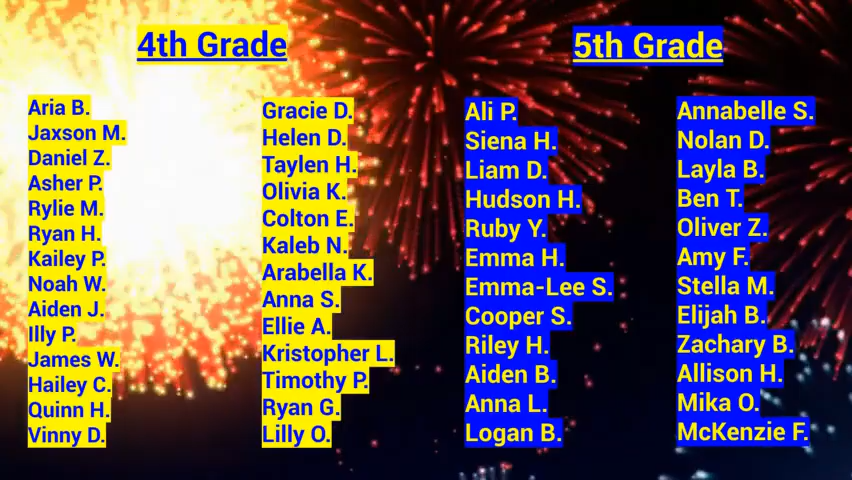 4th Grade
Aria B.
Jaxson M.
Daniel Z.
Asher P.
Rylie M.
Ryan H.
Kailey P.
Noah W.
Aiden J.
Illy P.
James W.
Hailey C.
Quinn H.
Vinny D.
Gracie D.
Helen D.
Taylen H.
Olivia K.
Colton E.
Kaleb N.
Arabella K.
Anna S.
Ellie A.
Kristopher L.
Timothy P.
Ryan G.
Lilly O.
5th Grade
Ali P.
Siena H.
Liam D.
Hudson H.
Ruby Y.
Emma H.
Emma-Lee S.
Cooper S.
Riley H.
Aiden B.
Anna L.
Logan B.
Annabelle S.
Nolan D.
Layla B.
Ben T.
Oliver Z.
Amy F.
Stella M.
Elijah B.
Zachary B.
Allison H.
Mika O.
McKenzie F.